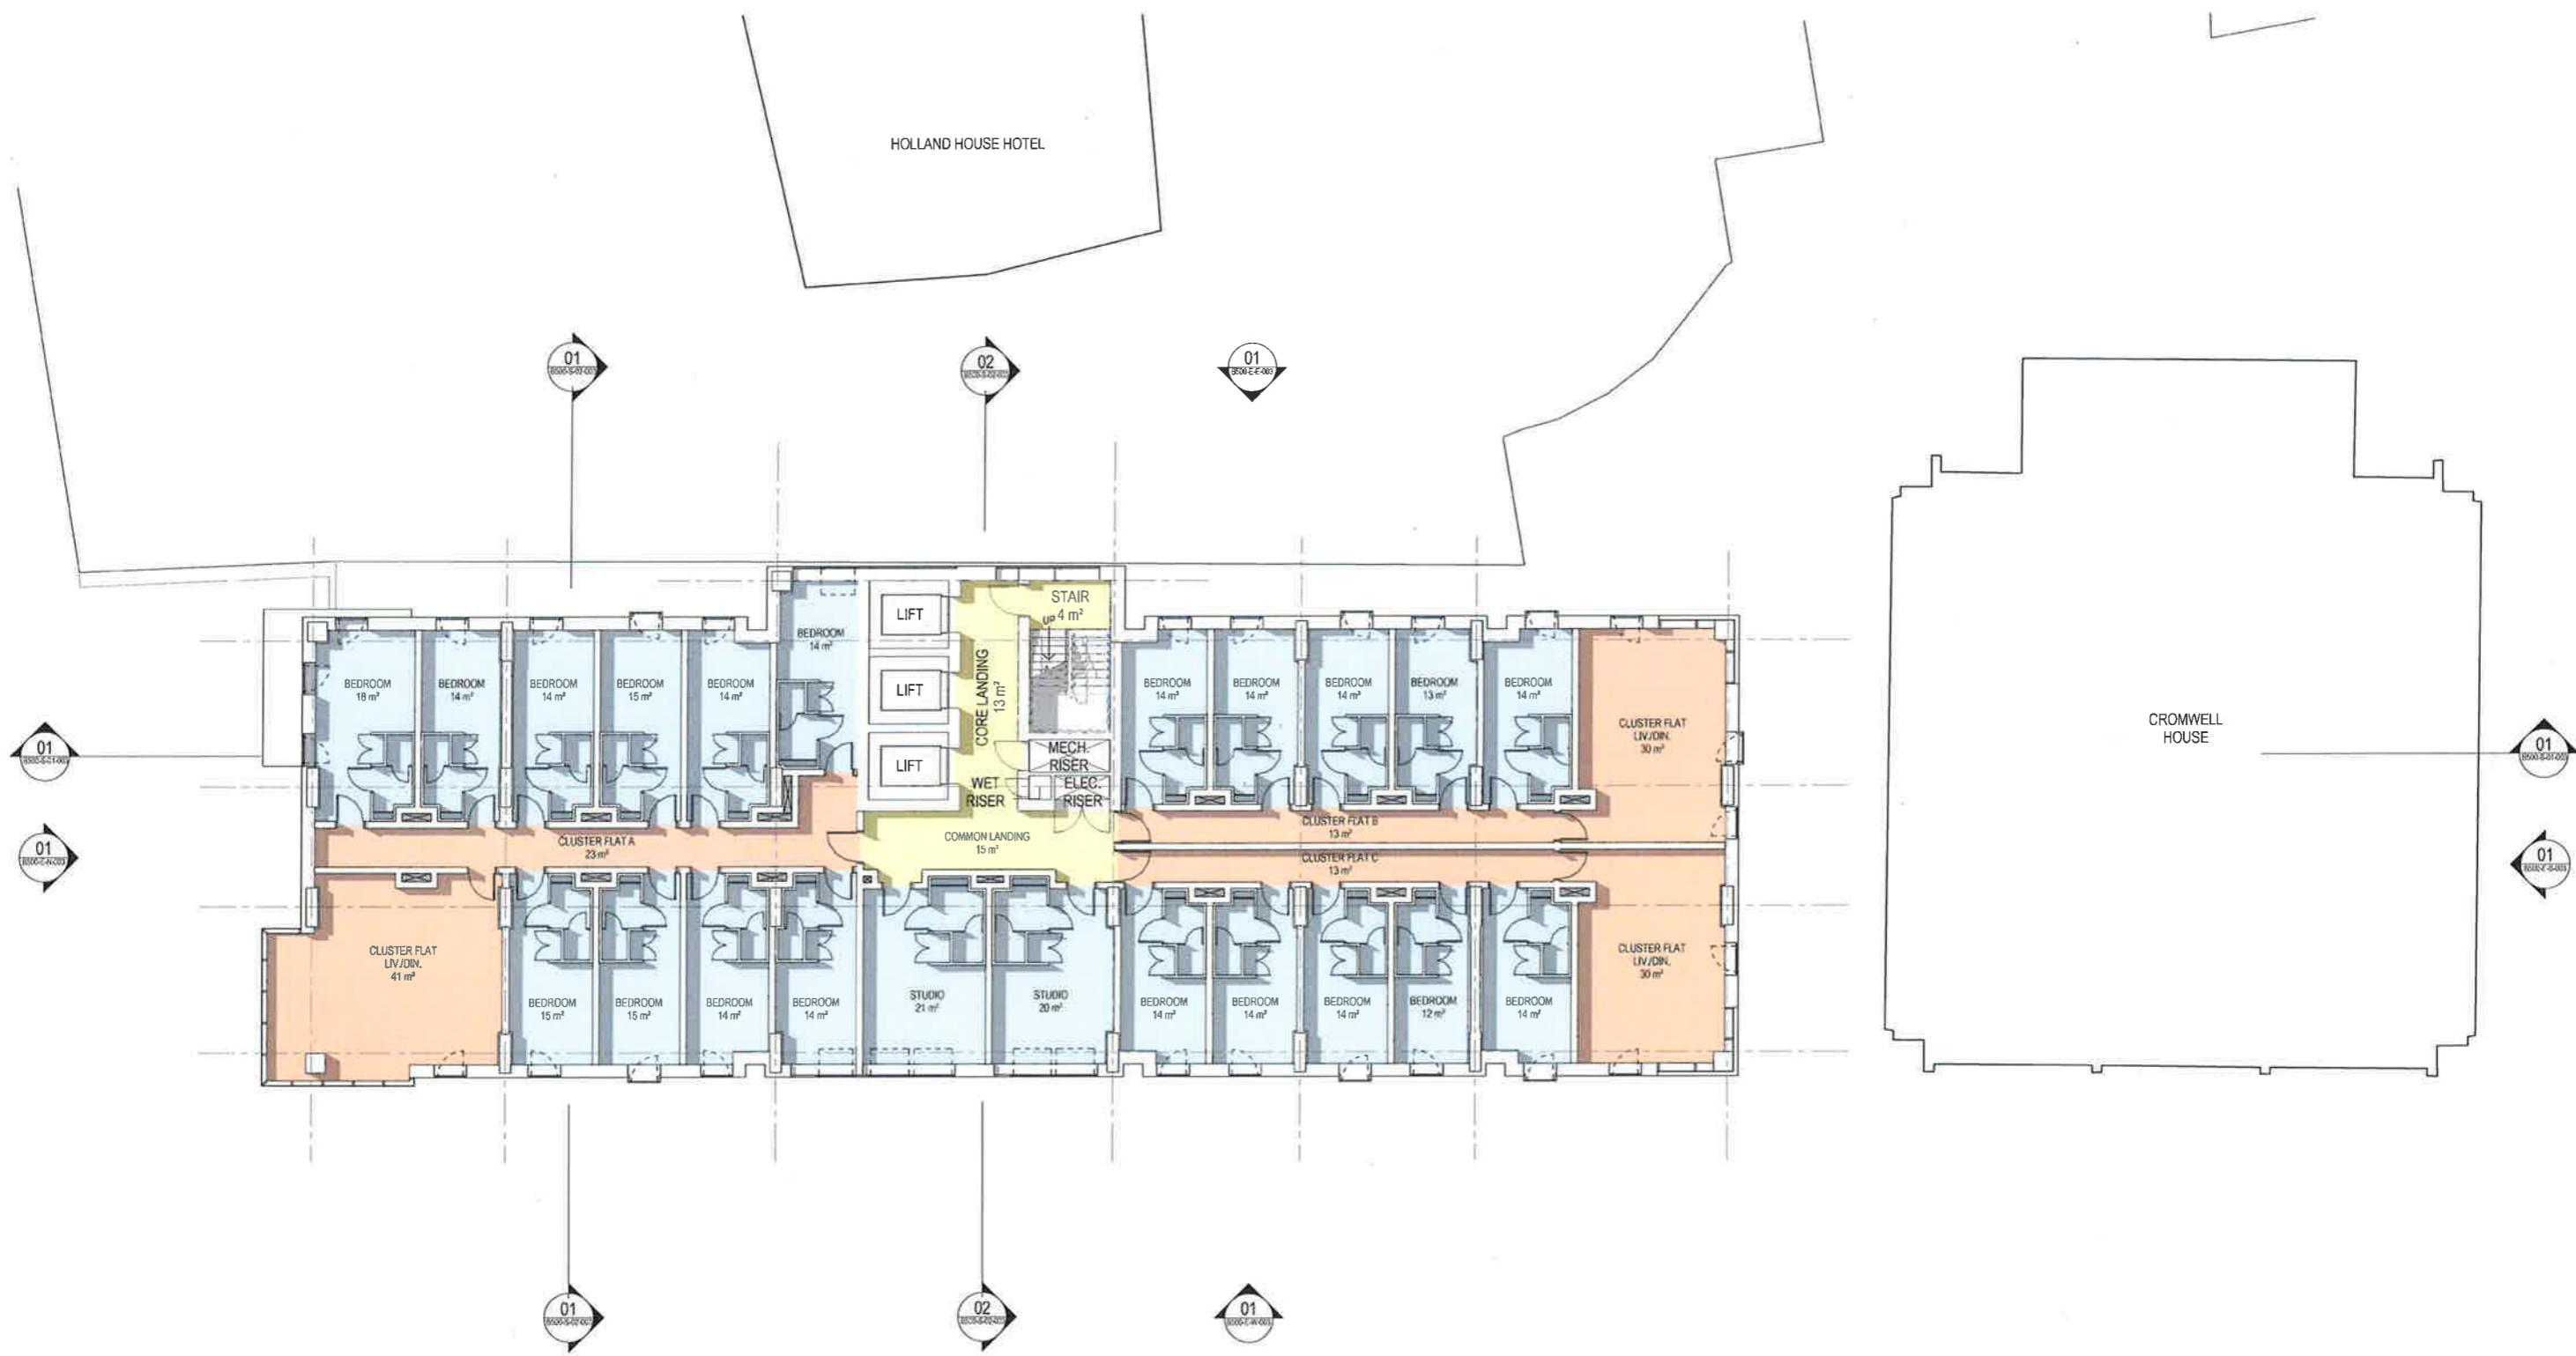 HOLLAND HOUSE HOTEL
01
02
01
STAIR
4 m²
UP
LIFT
BEDROOM
14 m²
CORE LANDING
13 m²
BEDROOM
18 m²
BEDROOM
14 m²
BEDROOM
14 m²
BEDROOM
15 m²
BEDROOM
14 m²
LIFT
BEDROOM
14 m²
BEDROOM
14 m²
BEDROOM
14 m²
BEDROOM
13 m²
BEDROOM
14 m²
CLUSTER FLAT
LIV./DIN.
30 m²
CROMWELL
HOUSE
01
01
LIFT
MECH.
RISER
WET
RISER
ELEC.
RISER
CLUSTER FLAT A
23 m²
COMMON LANDING
15 m²
CLUSTER FLAT B
13 m²
CLUSTER FLAT C
13 m²
01
01
CLUSTER FLAT
LIV./DIN.
41 m²
BEDROOM
15 m²
BEDROOM
15 m²
BEDROOM
14 m²
BEDROOM
14 m²
STUDIO
21 m²
STUDIO
20 m²
BEDROOM
14 m²
BEDROOM
14 m²
BEDROOM
14 m²
BEDROOM
12 m²
BEDROOM
14 m²
CLUSTER FLAT
LIV./DIN.
30 m²
01
02
01